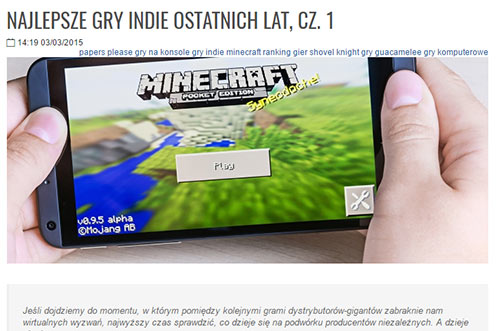 NAJLEPSZE GRY INDIE OSTATNICH LAT, CZ. 1
14:19 03/03/2015
papers please gry na konsole gry indie minecraft ranking gier shovel knight gry guacamelee gry komputerowe
MINECRAFT
POCKET EDITION
Synecdoche!
Play
v0.9.5 alpha
©Mojang AB
Jeśli dojdziemy do momentu, w którym pomiędzy kolejnymi grami dystrybutorów-gigantów zabraknie nam
wirtualnych wyzwań, najwyższy czas sprawdzić, co dzieje się na podwórku producentów niezależnych. A dzieje